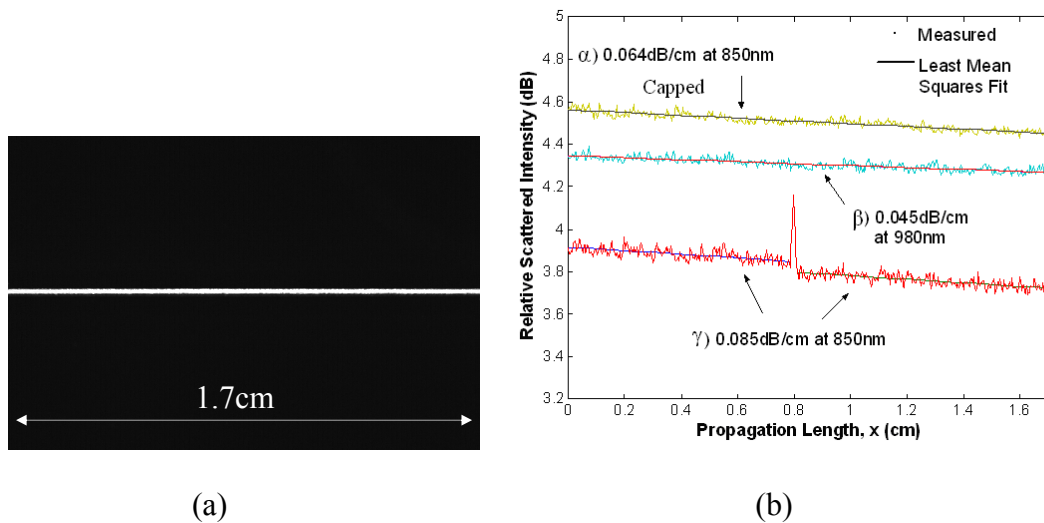 1.7cm
(a)
5
4.8
4.6
4.4
4.2
4
3.8
3.6
3.4
3.2
Relative Scattered Intensity (dB)
Measured
Least Mean
Squares Fit
α) 0.064dB/cm at 850nm
Capped
β) 0.045dB/cm
at 980nm
γ) 0.085dB/cm at 850nm
0 0.2 0.4 0.6 0.8 1 1.2 1.4 1.6
Propagation Length, x (cm)
(b)